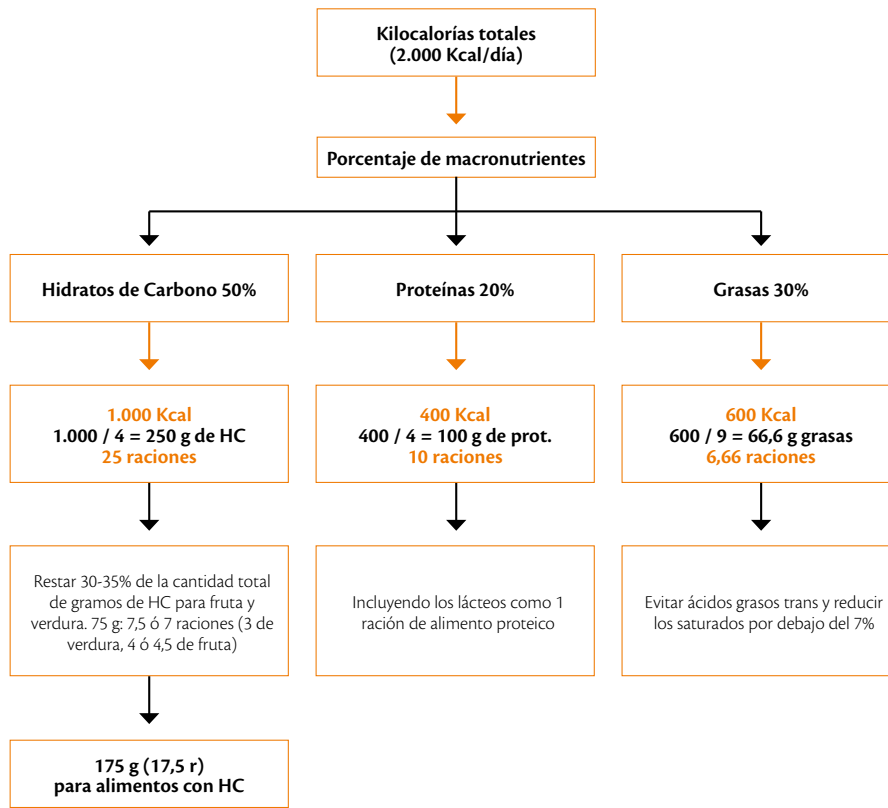 Kilocalorías totales
(2.000 Kcal/día)
Porcentaje de macronutrientes
Hidratos de Carbono 50%
Proteínas 20%
Grasas 30%
1.000 Kcal
1.000 / 4 = 250 g de HC
25 raciones
400 Kcal
400 / 4 = 100 g de prot.
10 raciones
600 Kcal
600 / 9 = 66,6 g grasas
6,66 raciones
Restar 30-35% de la cantidad total
de gramos de HC para fruta y
verdura. 75 g: 7,5 ó 7 raciones (3 de
verdura, 4 ó 4,5 de fruta)
Incluyendo los lácteos como 1
ración de alimento proteico
Evitar ácidos grasos trans y reducir
los saturados por debajo del 7%
175 g (17,5 r)
para alimentos con HC